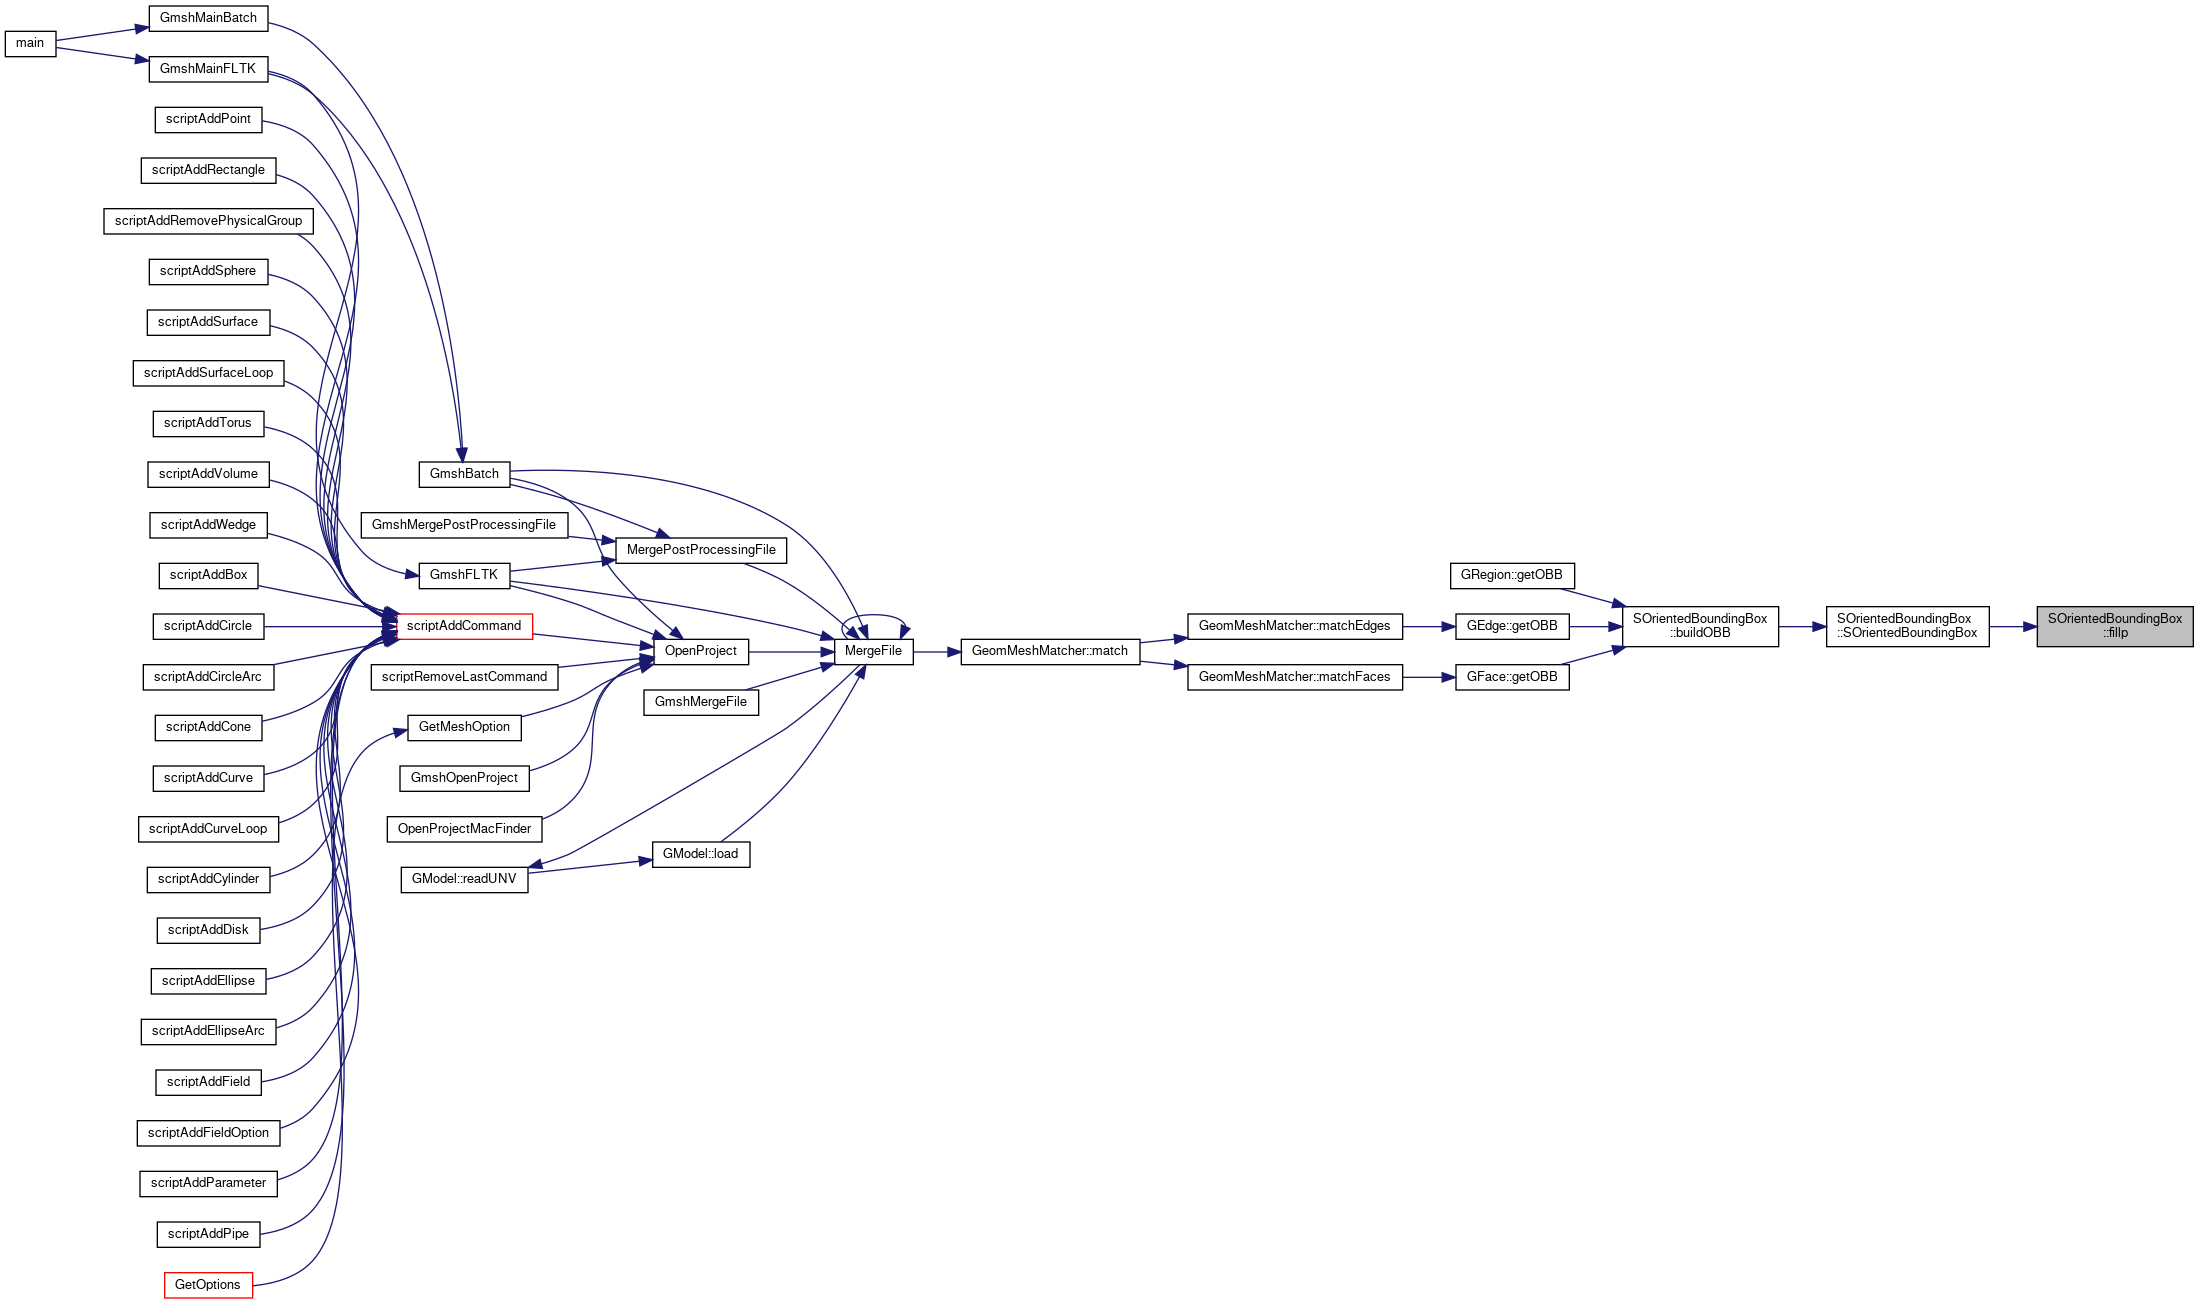 main
GmshMainBatch
GmshMainFLTK
scriptAddPoint
scriptAddRectangle
scriptAddRemovePhysicalGroup
scriptAddSphere
scriptAddSurface
scriptAddSurfaceLoop
scriptAddTorus
scriptAddVolume
scriptAddWedge
scriptAddBox
scriptAddCircle
scriptAddCircleArc
scriptAddCone
scriptAddCurve
scriptAddCurveLoop
scriptAddCylinder
scriptAddDisk
scriptAddEllipse
scriptAddEllipseArc
scriptAddField
scriptAddFieldOption
scriptAddParameter
scriptAddPipe
GetOptions
GmshBatch
GmshMergePostProcessingFile
GmshFLTK
scriptAddCommand
scriptRemoveLastCommand
GetMeshOption
GmshOpenProject
OpenProjectMacFinder
GModel::readUNV
MergePostProcessingFile
OpenProject
GmshMergeFile
GModel::load
MergeFile
GeomMeshMatcher::match
GeomMeshMatcher::matchEdges
GeomMeshMatcher::matchFaces
GRegion::getOBB
GEdge::getOBB
GFace::getOBB
SOrientedBoundingBox
::buildOBB
SOrientedBoundingBox
::SOrientedBoundingBox
SOrientedBoundingBox
::fillp